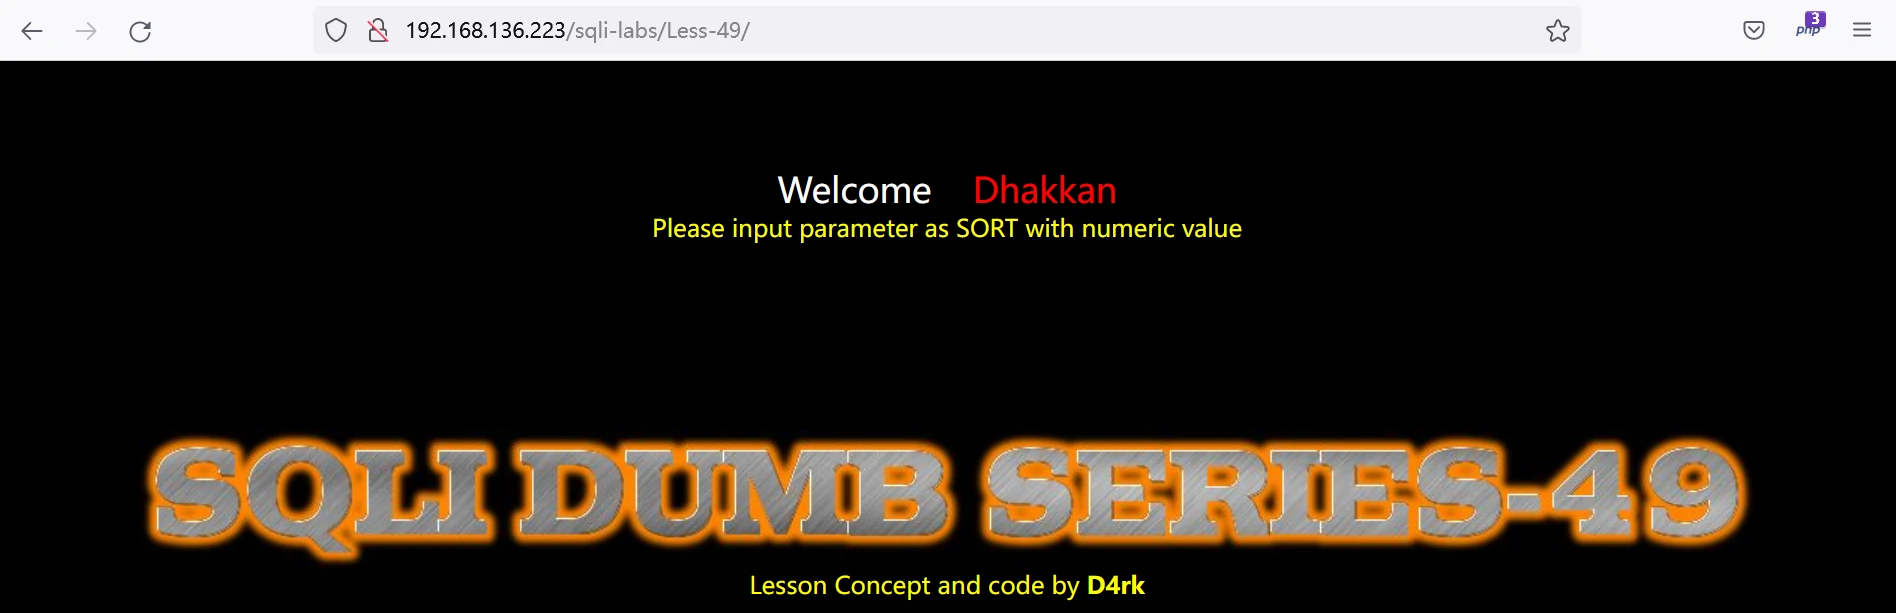 192.168.136.223/sqli-labs/Less-49/
3
php
Welcome Dhakkan
Please input parameter as SORT with numeric value
SQLI DUMB SERIES-49
Lesson Concept and code by D4rk